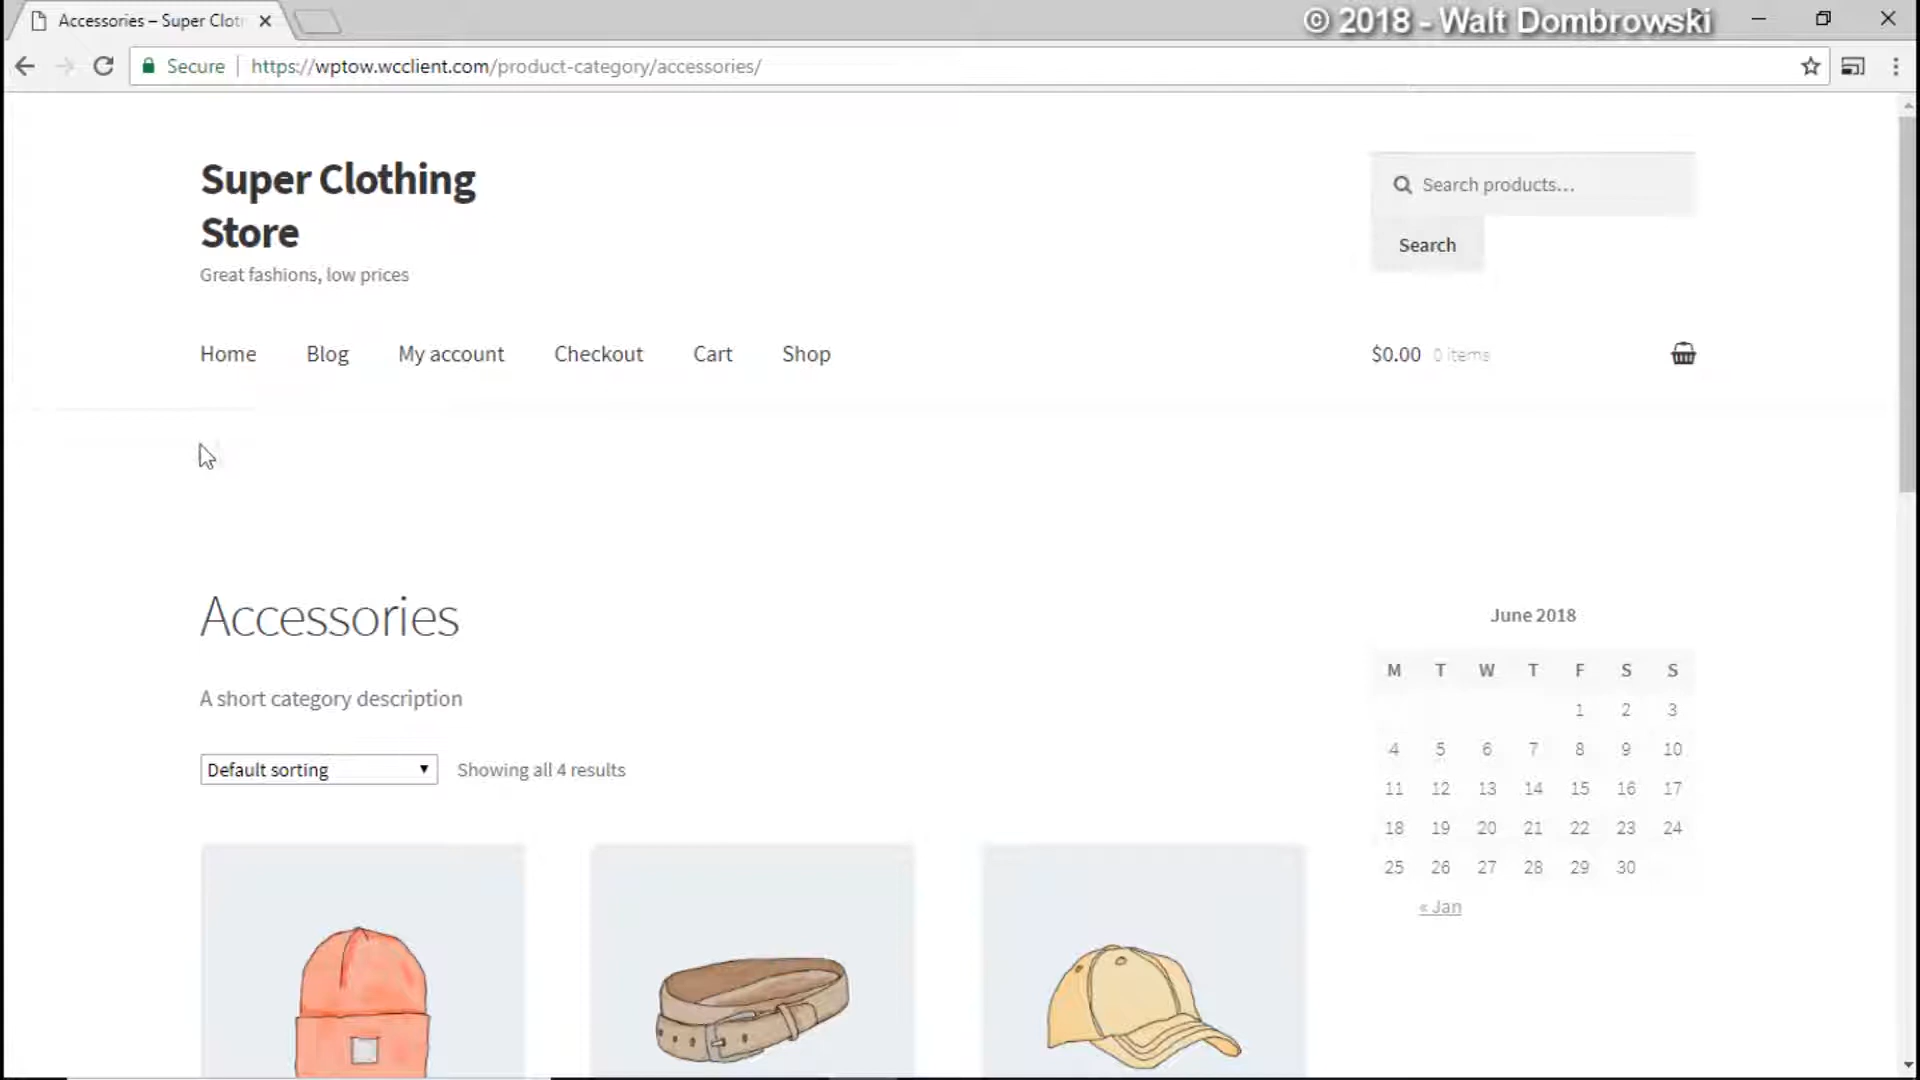 Accessories – Super Clot
© 2018 - Walt Dombrowski
Secure
https://wptow.wcclient.com/product-category/accessories/
Super Clothing
Store
Great fashions, low prices
Search products…
Search
Home Blog My account Checkout Cart Shop
$0.00 0 items
Accessories
A short category description
Default sorting
Showing all 4 results
June 2018
M T W T F S S
1 2 3
4 5 6 7 8 9 10
11 12 13 14 15 16 17
18 19 20 21 22 23 24
25 26 27 28 29 30
« Jan